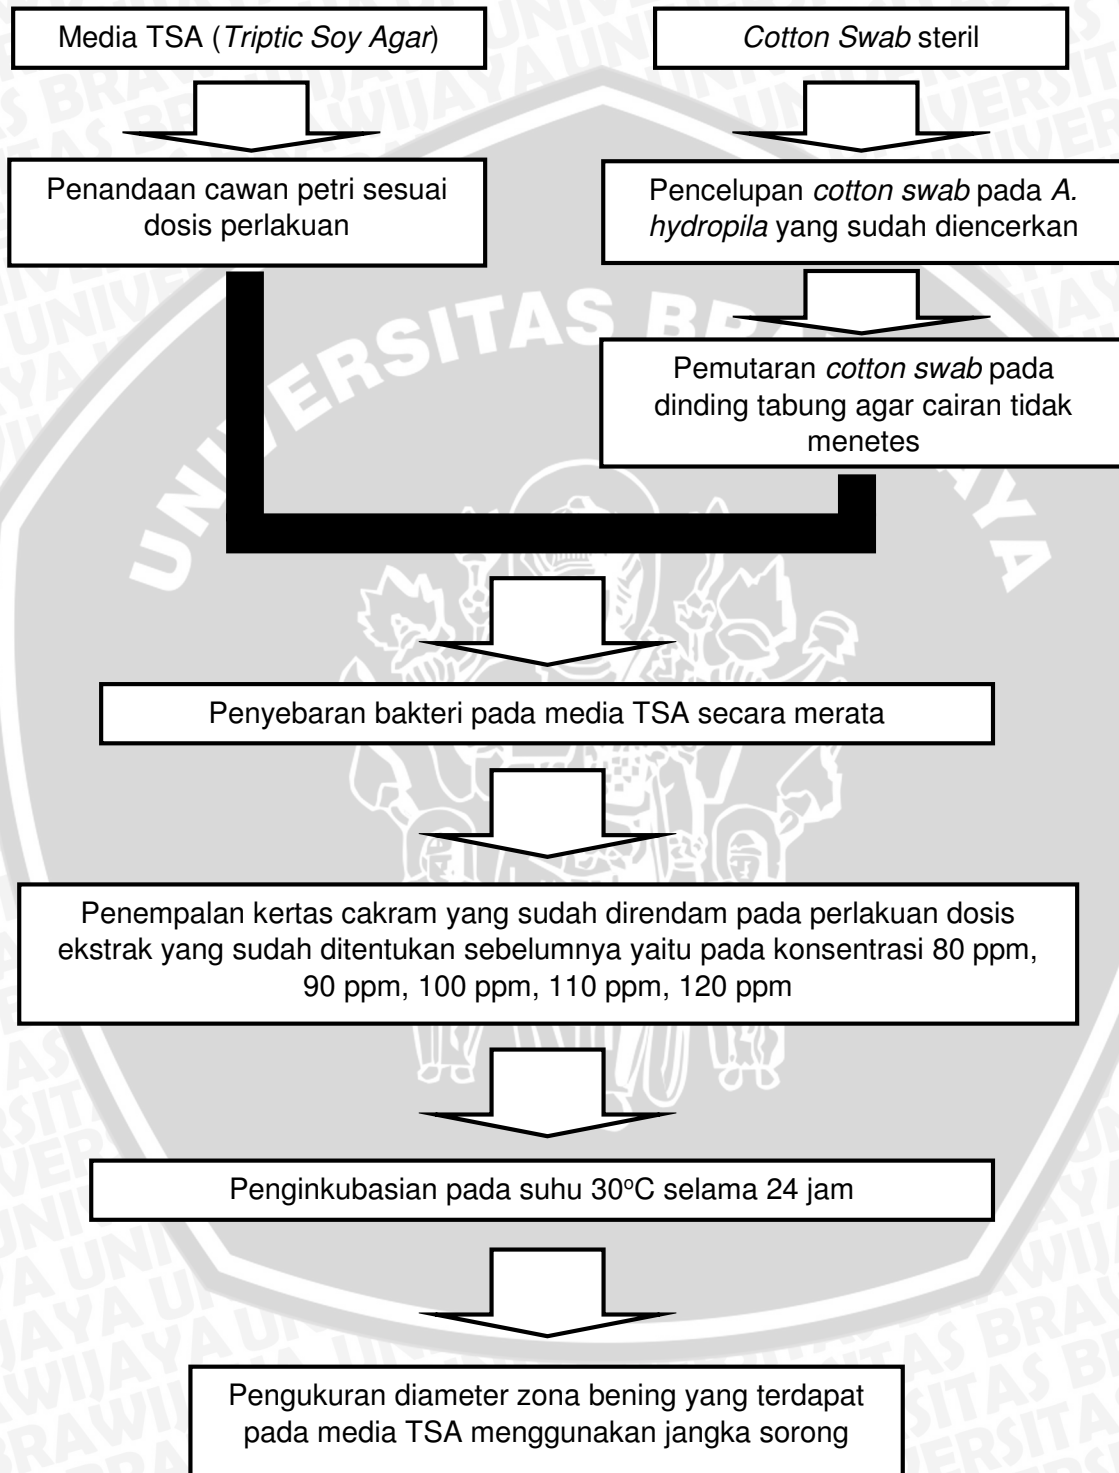 Media TSA (Triptic Soy Agar)
Cotton Swab steril
Penandaan cawan petri sesuai
dosis perlakuan
Pencelupan cotton swab pada A.
hydropila yang sudah diencerkan
Pemutaran cotton swab pada
dinding tabung agar cairan tidak
menetes
UNIVERSITAS BRAWIJAYA
Penyebaran bakteri pada media TSA secara merata
Penempalan kertas cakram yang sudah direndam pada perlakuan dosis
ekstrak yang sudah ditentukan sebelumnya yaitu pada konsentrasi 80 ppm,
90 ppm, 100 ppm, 110 ppm, 120 ppm
Penginkubasian pada suhu 30°C selama 24 jam
Pengukuran diameter zona bening yang terdapat
pada media TSA menggunakan jangka sorong